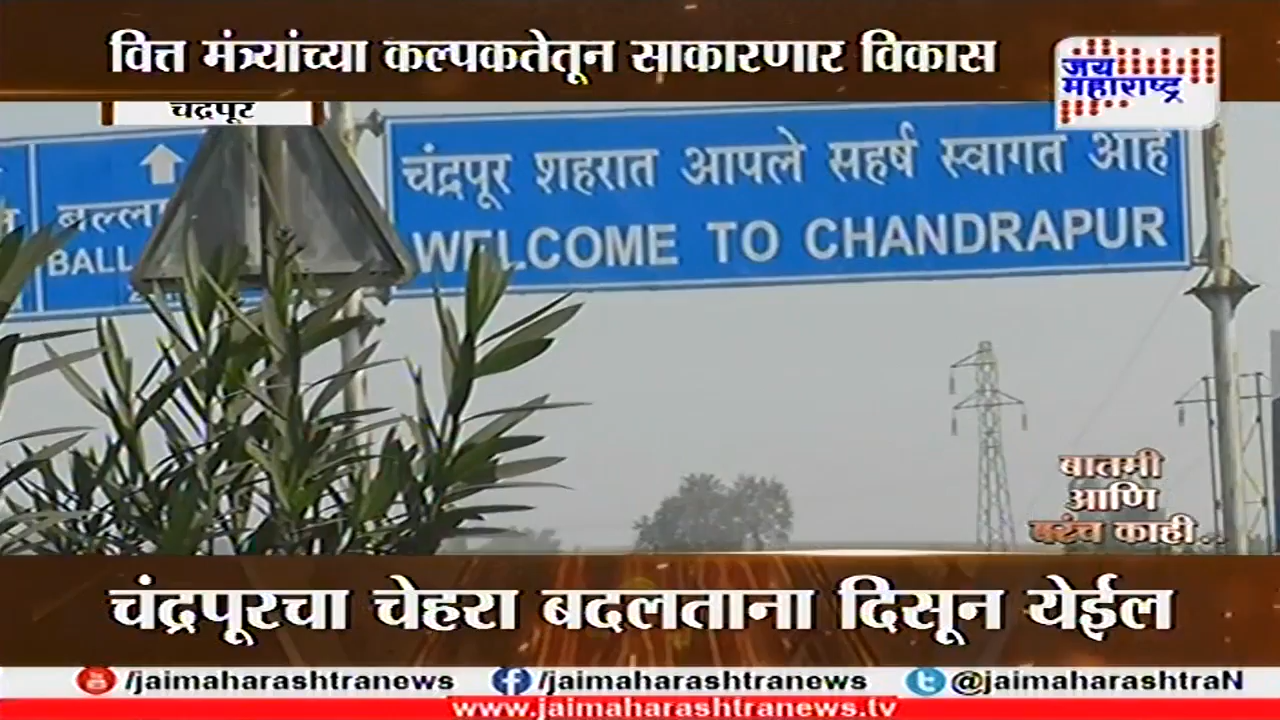 वित्त मंत्र्यांच्या कल्पकतेतून साकारणार विकास
जय
महाराष्ट्र
चंद्रपूर
चंद्रपूर शहरात आपले सहर्ष स्वागत आहे
WELCOME TO CHANDRAPUR
बातमी
आणि
बरंच काही..
चंद्रपूरचा चेहरा बदलताना दिसून येईल
/jaimaharashtranews /jaimaharashtranews @jaimaharashtraN
www.jaimaharashtranews.tv